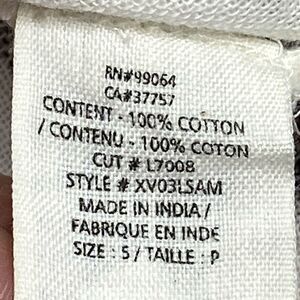 RN#99064
CA#37757
CONTENT - 100% COTTON
/ CONTENU - 100% COTON
CUT # L7008
STYLE # XV03LSAM
MADE IN INDIA /
FABRIQUE EN INDE
SIZE : S / TAILLE : P